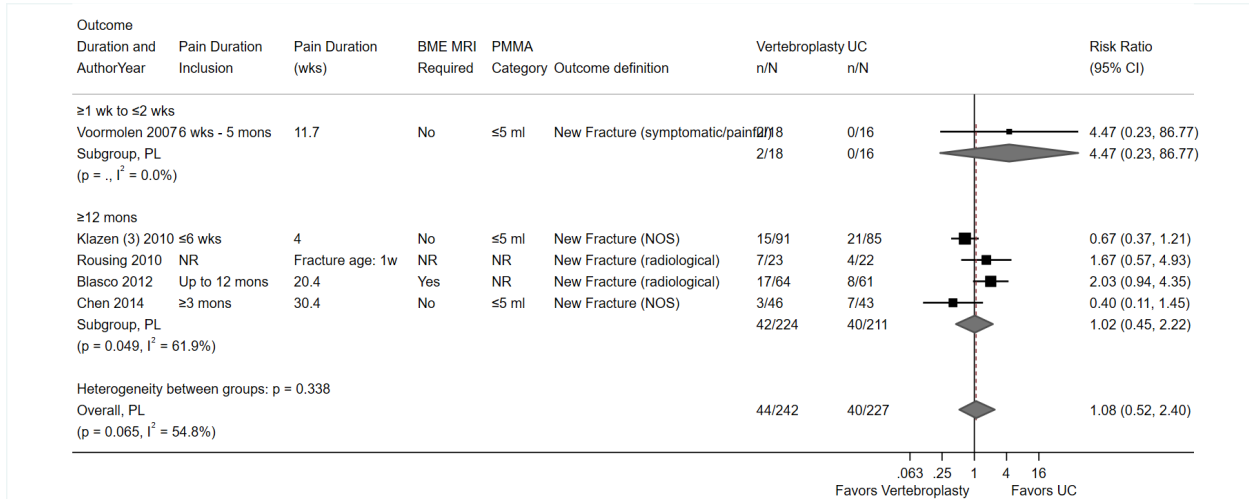 Outcome
Duration and Pain Duration Pain Duration BME MRI PMMA Vertebroplasty UC Risk Ratio
AuthorYear Inclusion (wks) Required Category Outcome definition n/N n/N (95% CI)
≥1 wk to ≤2 wks
Voormolen 2007 6 wks - 5 mons 11.7 No ≤5 ml New Fracture (symptomatic/painful) 2/18 0/16 4.47 (0.23, 86.77)
Subgroup, PL 2/18 0/16 4.47 (0.23, 86.77)
(p = ., I² = 0.0%)
≥12 mons
Klazen (3) 2010 ≤6 wks 4 No ≤5 ml New Fracture (NOS) 15/91 21/85 0.67 (0.37, 1.21)
Rousing 2010 NR Fracture age: 1w NR NR New Fracture (radiological) 7/23 4/22 1.67 (0.57, 4.93)
Blasco 2012 Up to 12 mons 20.4 Yes NR New Fracture (radiological) 17/64 8/61 2.03 (0.94, 4.35)
Chen 2014 ≥3 mons 30.4 No ≤5 ml New Fracture (NOS) 3/46 7/43 0.40 (0.11, 1.45)
Subgroup, PL 42/224 40/211 1.02 (0.45, 2.22)
(p = 0.049, I² = 61.9%)
Heterogeneity between groups: p = 0.338
Overall, PL 44/242 40/227 1.08 (0.52, 2.40)
(p = 0.065, I² = 54.8%)
.063 .25 1 4 16
Favors Vertebroplasty Favors UC